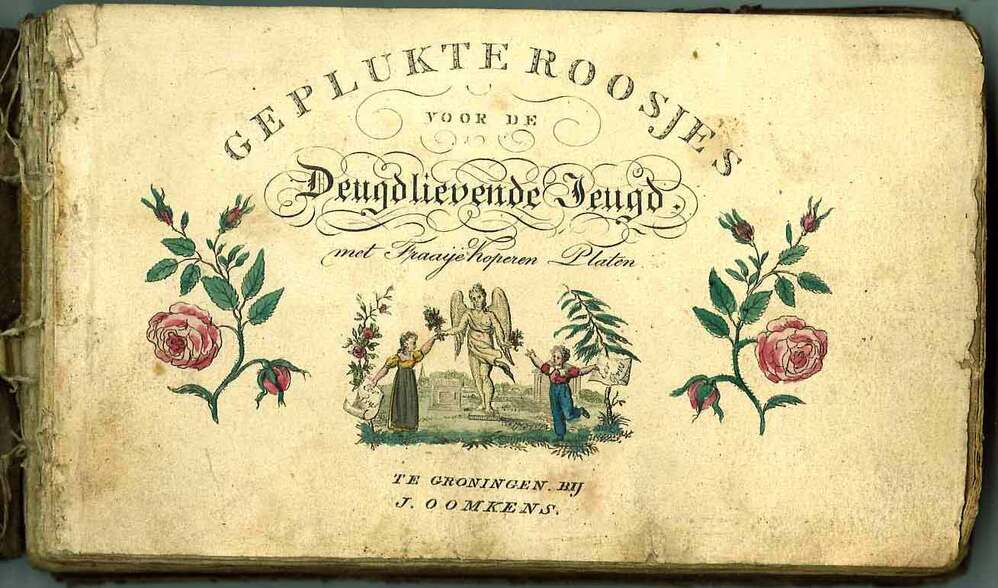 GEPLUKTE ROOSJES
VOOR DE
Deugdlievende Jeugd,
met Fraaije Koperen Platen
TE GRONINGEN. BIJ
J. OOMKENS.